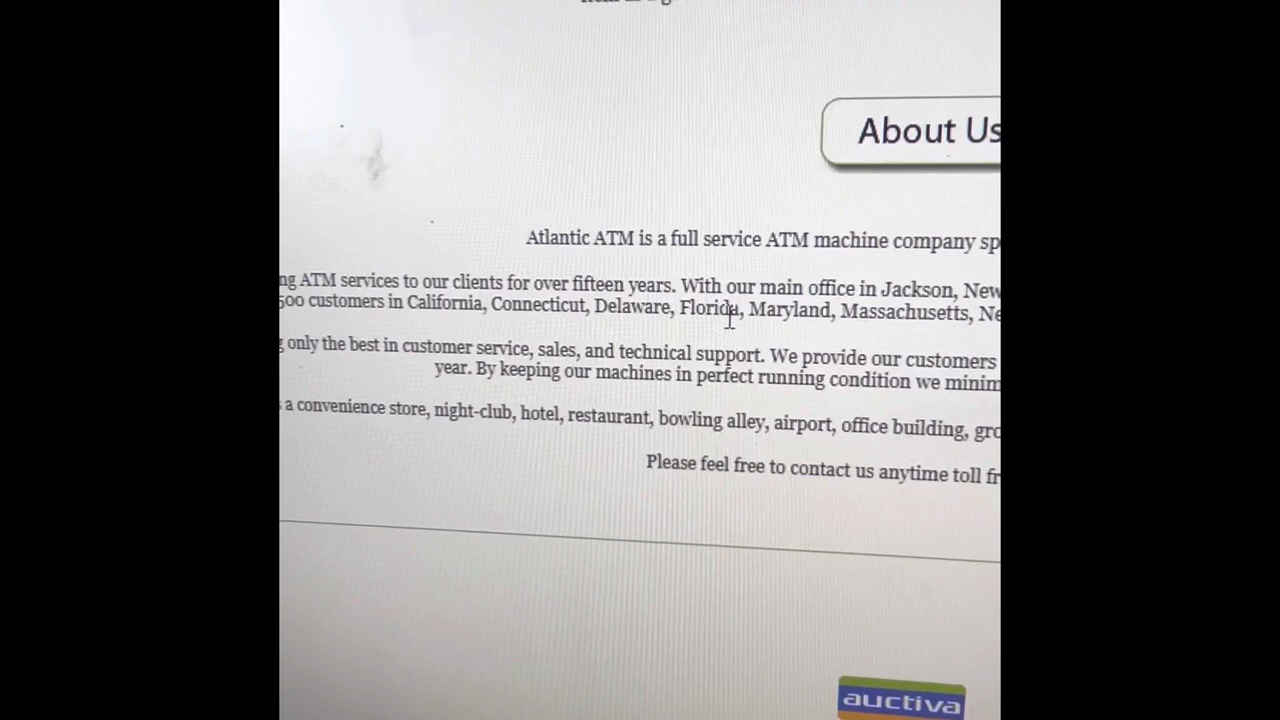 About Us
Atlantic ATM is a full service ATM machine company
ATM services to our clients for over fifteen years. With our main office in Jackson, New
500 customers in California, Connecticut, Delaware, Florida, Maryland, Massachusetts,
only the best in customer service, sales, and technical support. We provide our customers
year. By keeping our machines in perfect running condition we
a convenience store, night-club, hotel, restaurant, bowling alley, airport, office building,
Please feel free to contact us anytime toll
auctiva